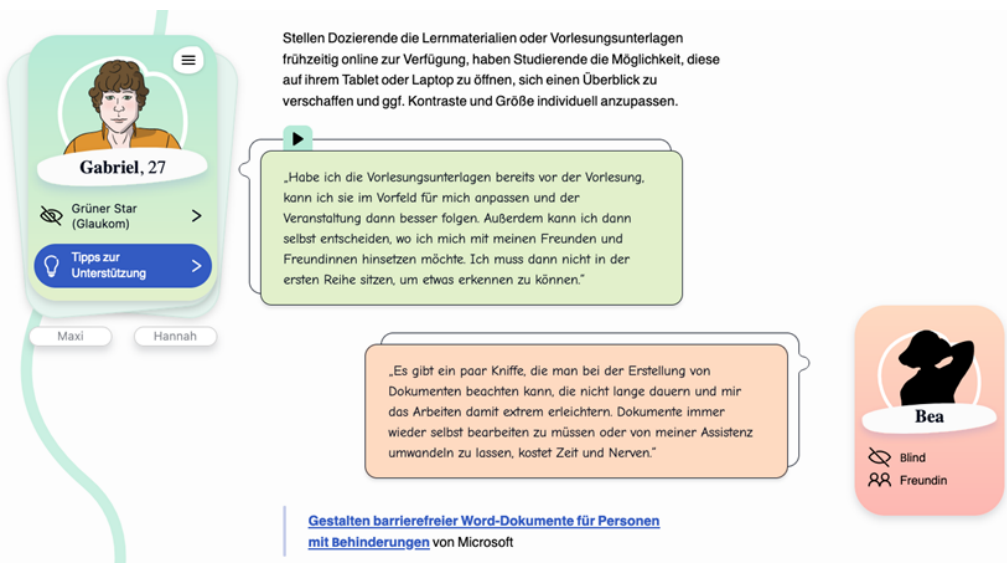 Stellen Dozierende die Lernmaterialien oder Vorlesungsunterlagen
frühzeitig online zur Verfügung, haben Studierende die Möglichkeit, diese
auf ihrem Tablet oder Laptop zu öffnen, sich einen Überblick zu
verschaffen und ggf. Kontraste und Größe individuell anzupassen.
Gabriel, 27
Grüner Star
(Glaukom)
Tipps zur
Unterstützung
Maxi
Hannah
„Habe ich die Vorlesungsunterlagen bereits vor der Vorlesung,
kann ich sie im Vorfeld für mich anpassen und der
Veranstaltung dann besser folgen. Außerdem kann ich dann
selbst entscheiden, wo ich mich mit meinen Freunden und
Freundinnen hinsetzen möchte. Ich muss dann nicht in der
ersten Reihe sitzen, um etwas erkennen zu können.“
„Es gibt ein paar Kniffe, die man bei der Erstellung von
Dokumenten beachten kann, die nicht lange dauern und mir
das Arbeiten damit extrem erleichtern. Dokumente immer
wieder selbst bearbeiten zu müssen oder von meiner Assistenz
umwandeln zu lassen, kostet Zeit und Nerven.“
Bea
Blind
Freundin
Gestalten barrierefreier Word-Dokumente für Personen
mit Behinderungen von Microsoft